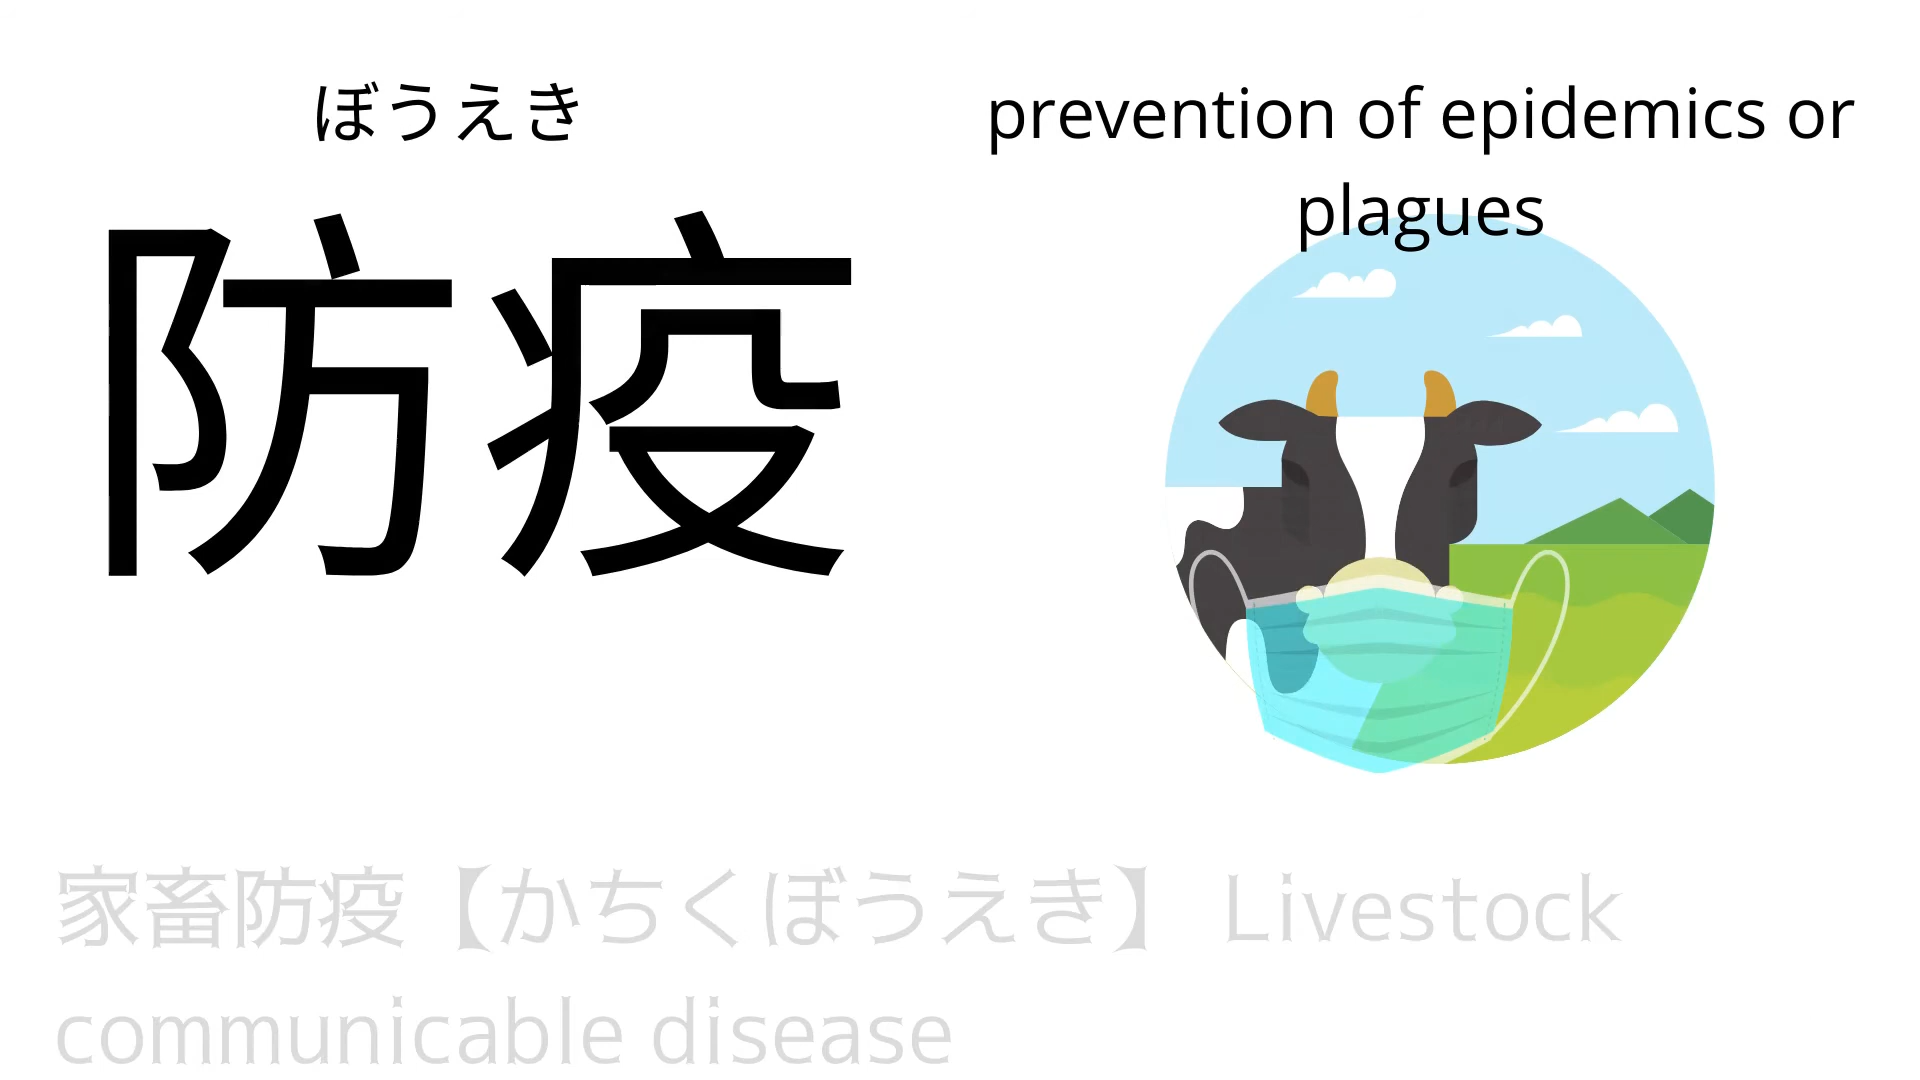 ぼうえき
防疫
prevention of epidemics or
plagues
家畜防疫【かちくぼうえき】 Livestock
communicable disease